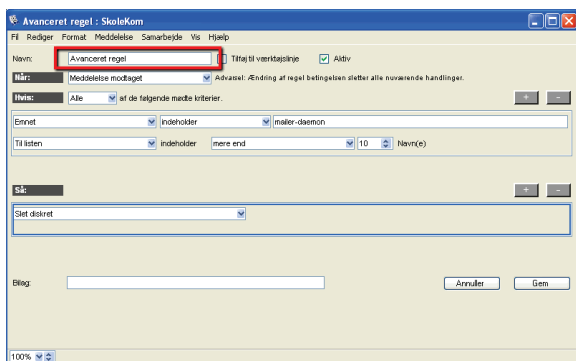 Avanceret regel : SkoleKom
Fil Rediger Format Meddelelse Samarbejde Vis Hjælp
Navn: Avanceret regel Tilføj til værktøjslinje Aktiv
Når: Meddelelse modtaget Advarsel: Ændring af regel betingelsen sletter alle nuværende handlinger.
Hvis: Alle af de følgende mødte kriterier. + -
Emnet indeholder mailer-daemon
Til listen indeholder mere end 10 Navn(e)
Så: + -
Slet diskret
Bilag: Annuller Gem
100%